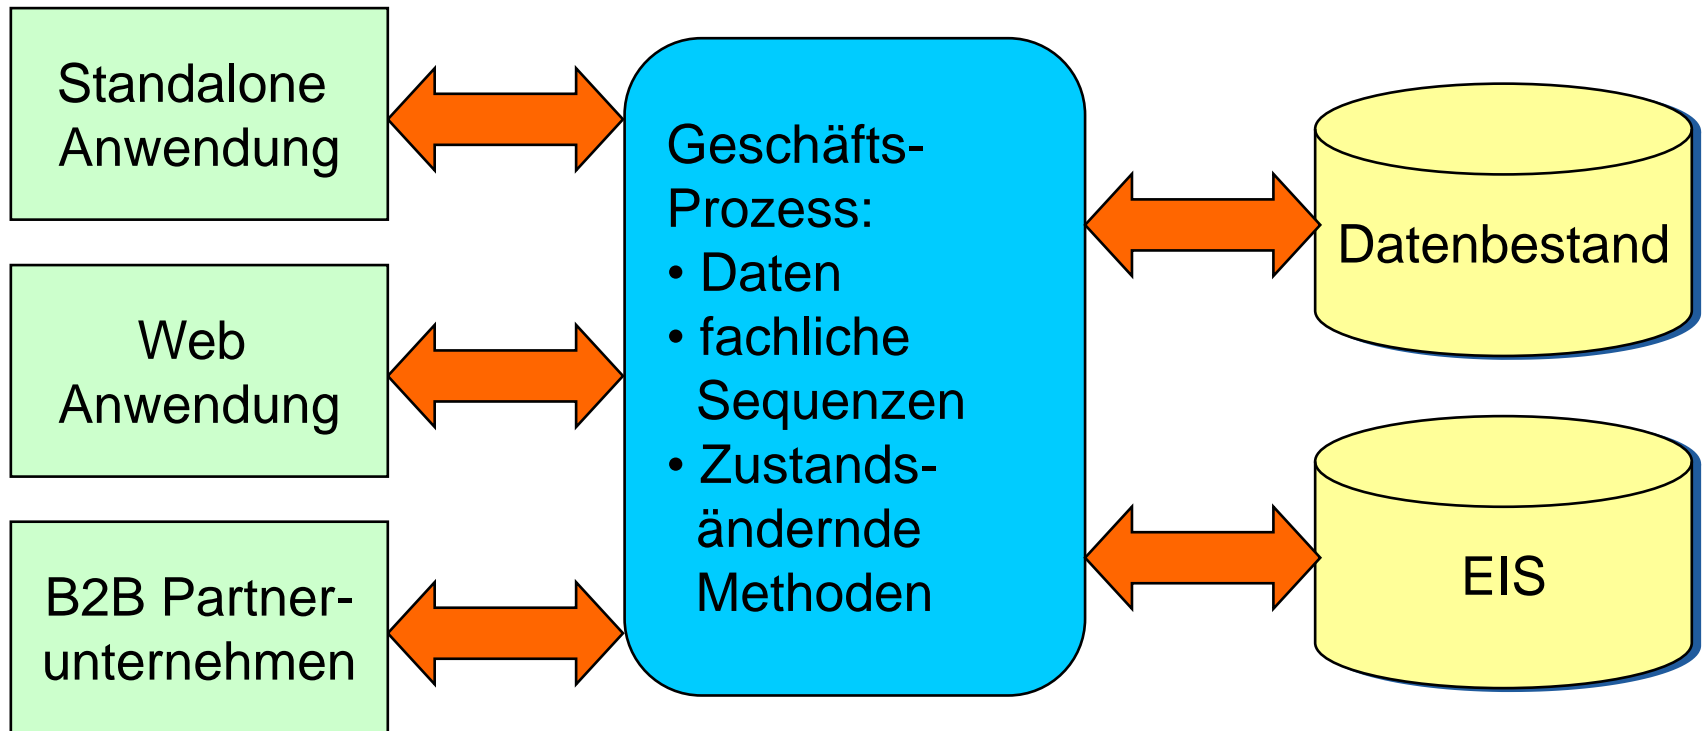 Standalone
Anwendung
Web
Anwendung
B2B Partner-
unternehmen
Geschäfts-
Prozess:
• Daten
• fachliche
Sequenzen
• Zustands-
ändernde
Methoden
Datenbestand
EIS